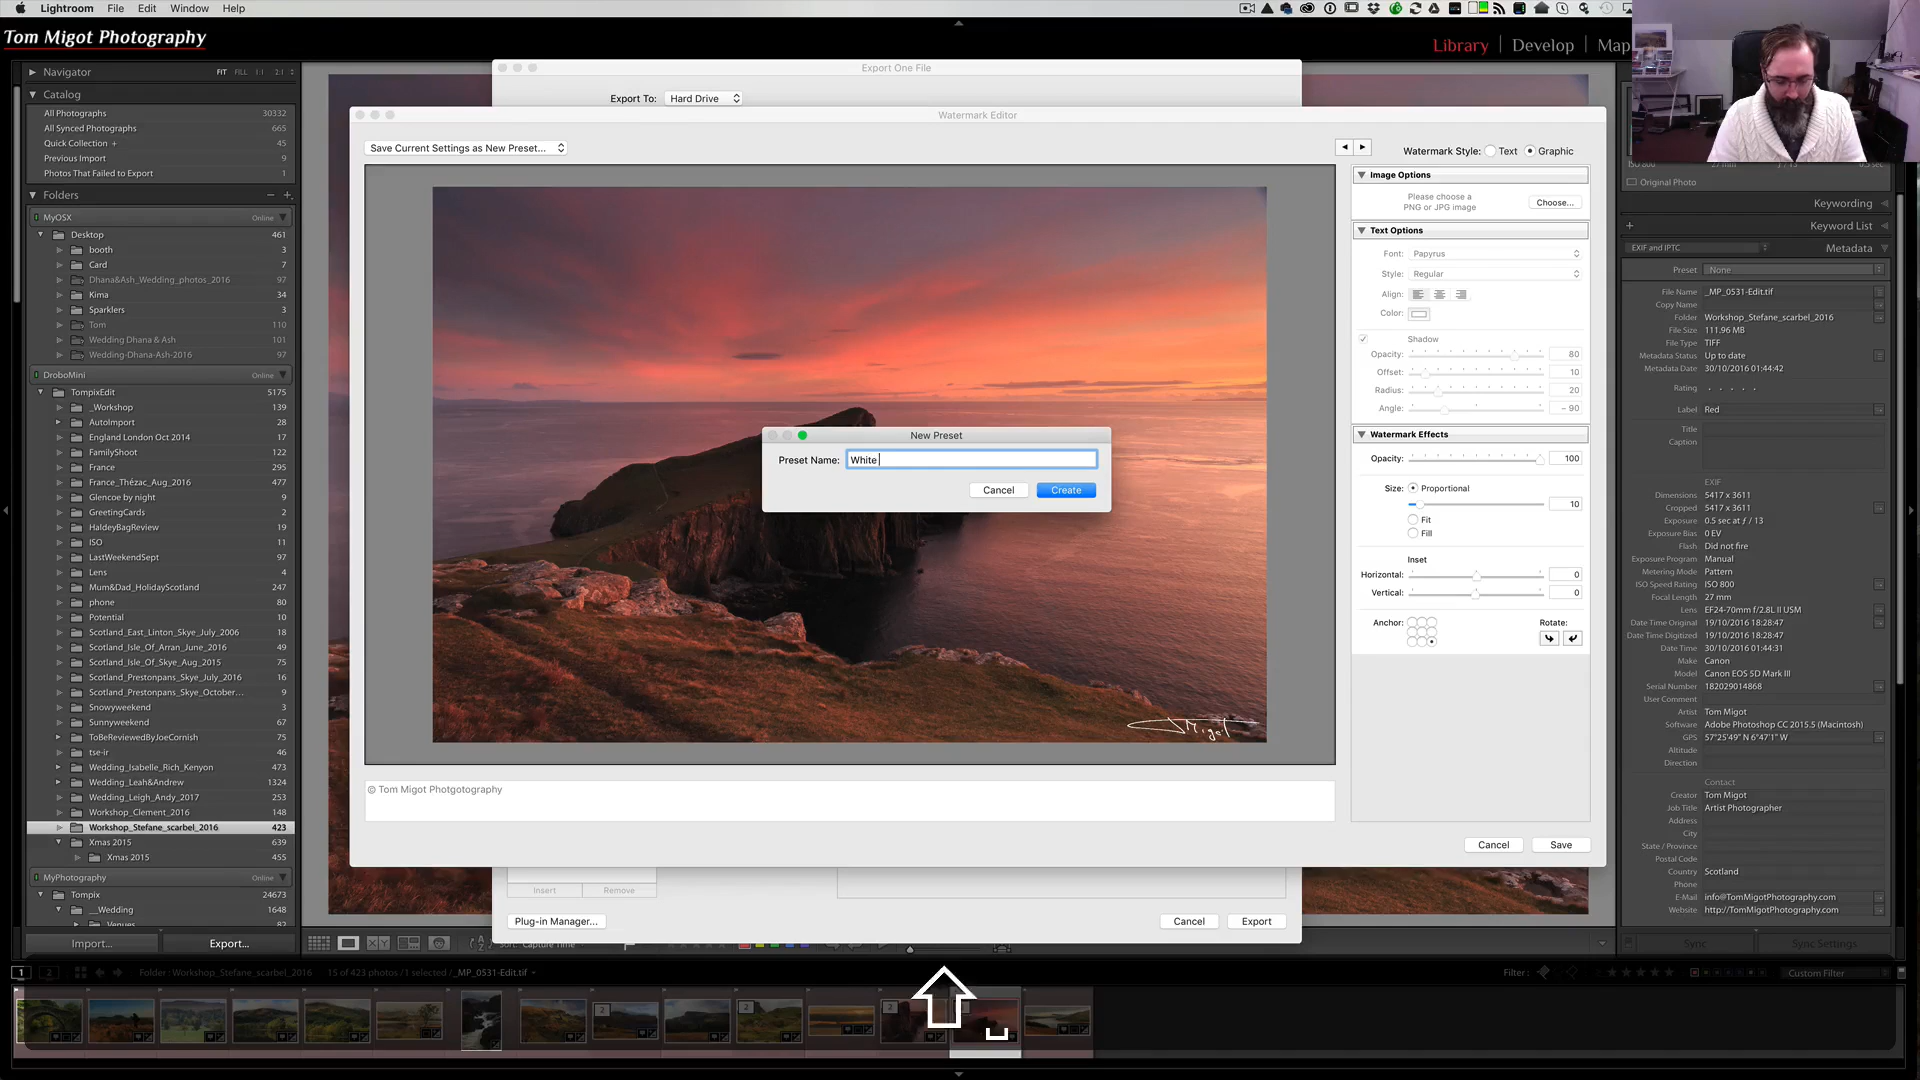 Lightroom File Edit Window Help
Tom Migot Photography
Library | Develop | Map
Navigator FIT FILL 1:1 2:1
Catalog
All Photographs 30332
All Synced Photographs 665
Quick Collection + 45
Previous Import 9
Photos That Failed to Export 1
Folders
MyOSX Online
Desktop 461
booth 3
Card 7
Dhana&Ash_Wedding_photos_2016 97
Kima 34
Sparklers 3
Tom 110
Wedding Dhana & Ash 101
Wedding-Dhana-Ash-2016 97
DroboMini Online
TompixEdit 5175
_Workshop 139
AutoImport 28
England London Oct 2014 17
FamilyShoot 122
France 295
France_Thézac_Aug_2016 477
Glencoe by night 9
GreetingCards 2
HaldeyBagReview 19
ISO 11
LastWeekendSept 97
Lens 4
Mum&Dad_HolidayScotland 247
phone 80
Potential 10
Scotland_East_Linton_Skye_July_2006 18
Scotland_Isle_Of_Arran_June_2016 49
Scotland_Isle_Of_Skye_Aug_2015 75
Scotland_Prestonpans_Skye_July_2016 16
Scotland_Prestonpans_Skye_October... 9
Snowyweekend 3
Sunnyweekend 67
ToBeReviewedByJoeCornish 75
tse-ir 46
Wedding_Isabelle_Rich_Kenyon 473
Wedding_Leah&Andrew 1324
Wedding_Leigh_Andy_2017 253
Workshop_Clement_2016 148
Workshop_Stefane_scarbel_2016 423
Xmas 2015 639
Xmas 2015 455
MyPhotography Online
Tompix 24673
__Wedding 1648
Venues 82
Import... Export...
Export One File
Export To: Hard Drive
Watermark Editor
Save Current Settings as New Preset...
Watermark Style: Text Graphic
Image Options
Please choose a
PNG or JPG image
Choose...
Text Options
Font: Papyrus
Style: Regular
Align:
Color:
Shadow
Opacity: 80
Offset: 10
Radius: 20
Angle: - 90
Watermark Effects
Opacity: 100
Size: Proportional
10
Fit
Fill
Inset
Horizontal: 0
Vertical: 0
Anchor: Rotate:
New Preset
Preset Name: White
Cancel Create
© Tom Migot Photgotography
Cancel Save
Insert Remove
Plug-in Manager...
Cancel Export
Original Photo
Keywording
Keyword List
EXIF and IPTC Metadata
Preset None
File Name _MP_0531-Edit.tif
Copy Name
Folder Workshop_Stefane_scarbel_2016
File Size 111.96 MB
File Type TIFF
Metadata Status Up to date
Metadata Date 30/10/2016 01:44:42
Rating
Label Red
Title
Caption
EXIF
Dimensions 5417 x 3611
Cropped 5417 x 3611
Exposure 0.5 sec at ƒ / 13
Exposure Bias 0 EV
Flash Did not fire
Exposure Program Manual
Metering Mode Pattern
ISO Speed Rating ISO 800
Focal Length 27 mm
Lens EF24-70mm f/2.8L II USM
Date Time Original 19/10/2016 18:28:47
Date Time Digitized 19/10/2016 18:28:47
Date Time 30/10/2016 01:44:31
Make Canon
Model Canon EOS 5D Mark III
Serial Number 182029014868
User Comment
Artist Tom Migot
Software Adobe Photoshop CC 2015.5 (Macintosh)
GPS 57°25'49" N 6°47'1" W
Altitude
Direction
Contact
Creator Tom Migot
Job Title Artist Photographer
Address
City
State / Province
Postal Code
Country Scotland
Phone
E-Mail info@TomMigotPhotography.com
Website http://TomMigotPhotography.com
Sync Sync Settings
1 2 Folder : Workshop_Stefane_scarbel_2016 15 of 423 photos /1 selected / _MP_0531-Edit.tif
Filter : Custom Filter